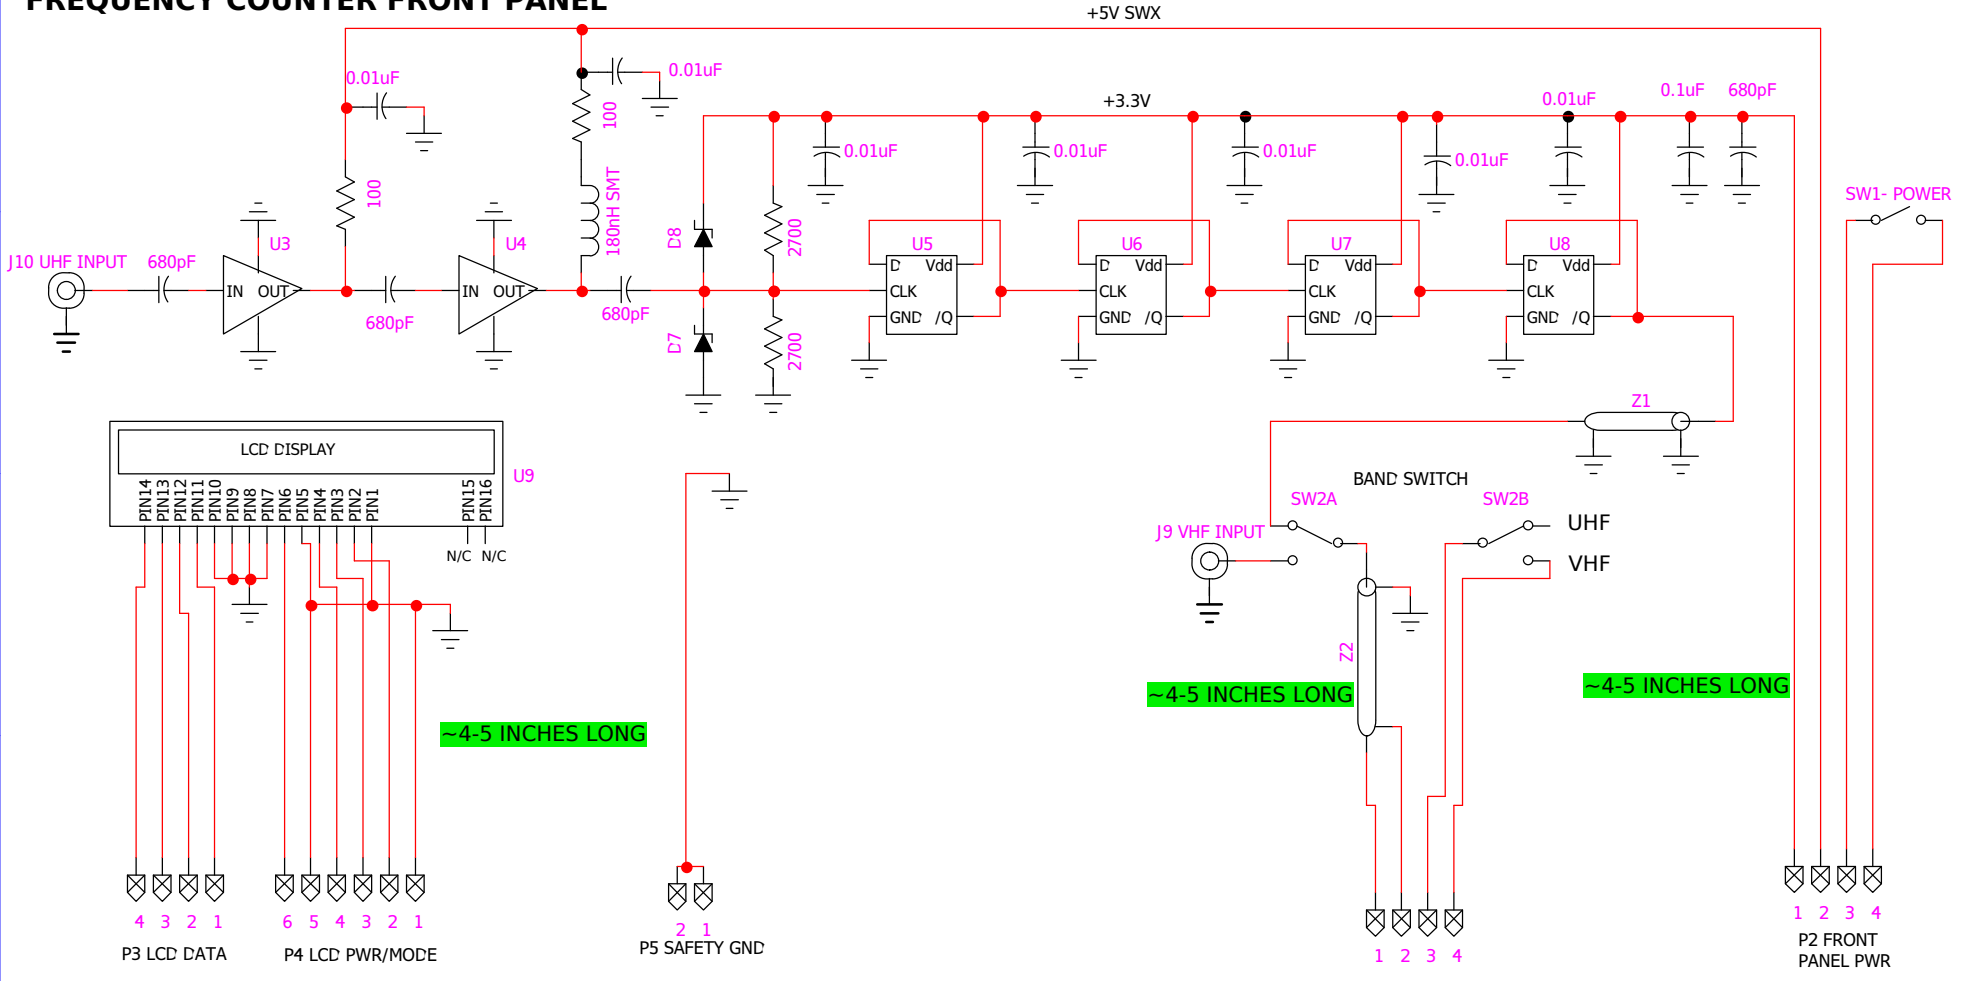 FREQUENCY COUNTER FRONT PANEL
+5V SWX
0.01uF
0.01uF
100
100
180nH SMT
+3.3V
0.01uF
0.01uF
0.01uF
0.01uF
0.01uF
0.1uF
680pF
SW1- POWER
J10 UHF INPUT
680pF
U3
IN OUT
680pF
U4
IN OUT
680pF
D8
D7
2700
2700
U5
D Vdd
CLK
GND /Q
U6
D Vdd
CLK
GND /Q
U7
D Vdd
CLK
GND /Q
U8
D Vdd
CLK
GND /Q
Z1
LCD DISPLAY
U9
PIN14
PIN13
PIN12
PIN11
PIN10
PIN9
PIN8
PIN7
PIN6
PIN5
PIN4
PIN3
PIN2
PIN1
PIN15
PIN16
N/C N/C
BAND SWITCH
SW2A
SW2B
UHF
VHF
J9 VHF INPUT
Z2
~4-5 INCHES LONG
~4-5 INCHES LONG
~4-5 INCHES LONG
4 3 2 1
P3 LCD DATA
6 5 4 3 2 1
P4 LCD PWR/MODE
2 1
P5 SAFETY GND
1 2 3 4
1 2 3 4
P2 FRONT
PANEL PWR